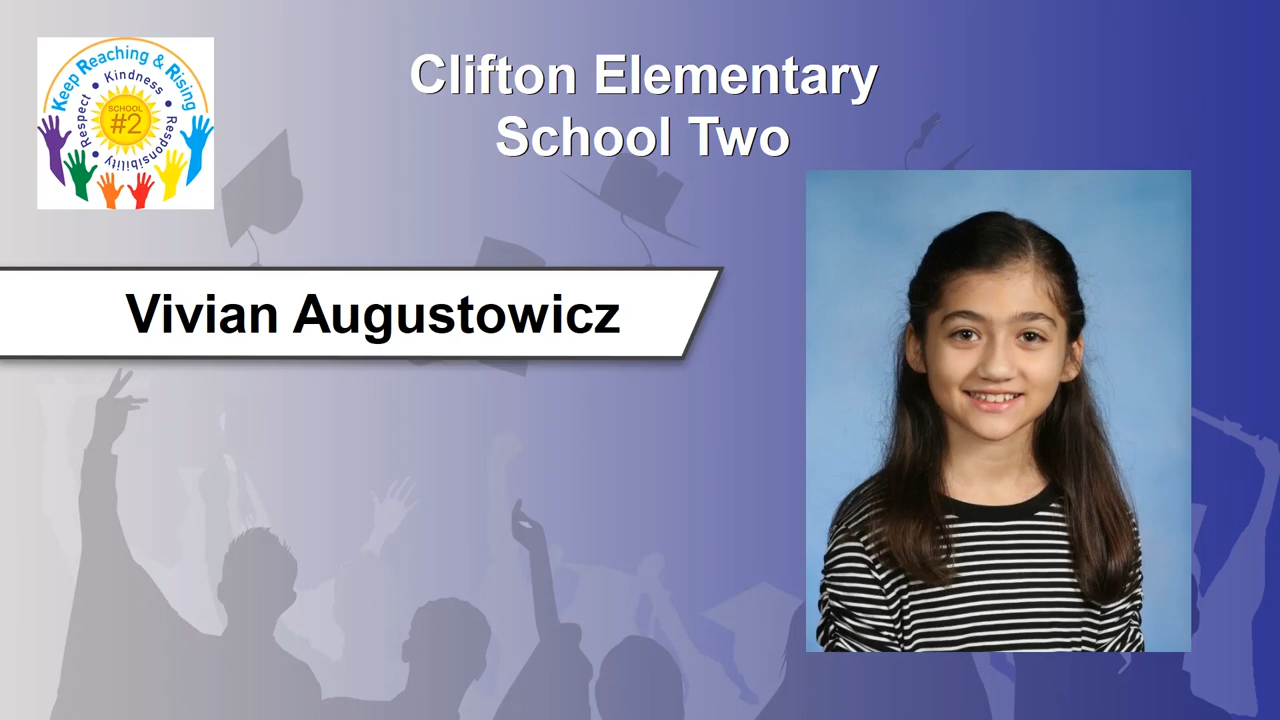 Keep Reaching & Rising
Kindness
Respect
Responsibility
SCHOOL
#2
Clifton Elementary
School Two
Vivian Augustowicz